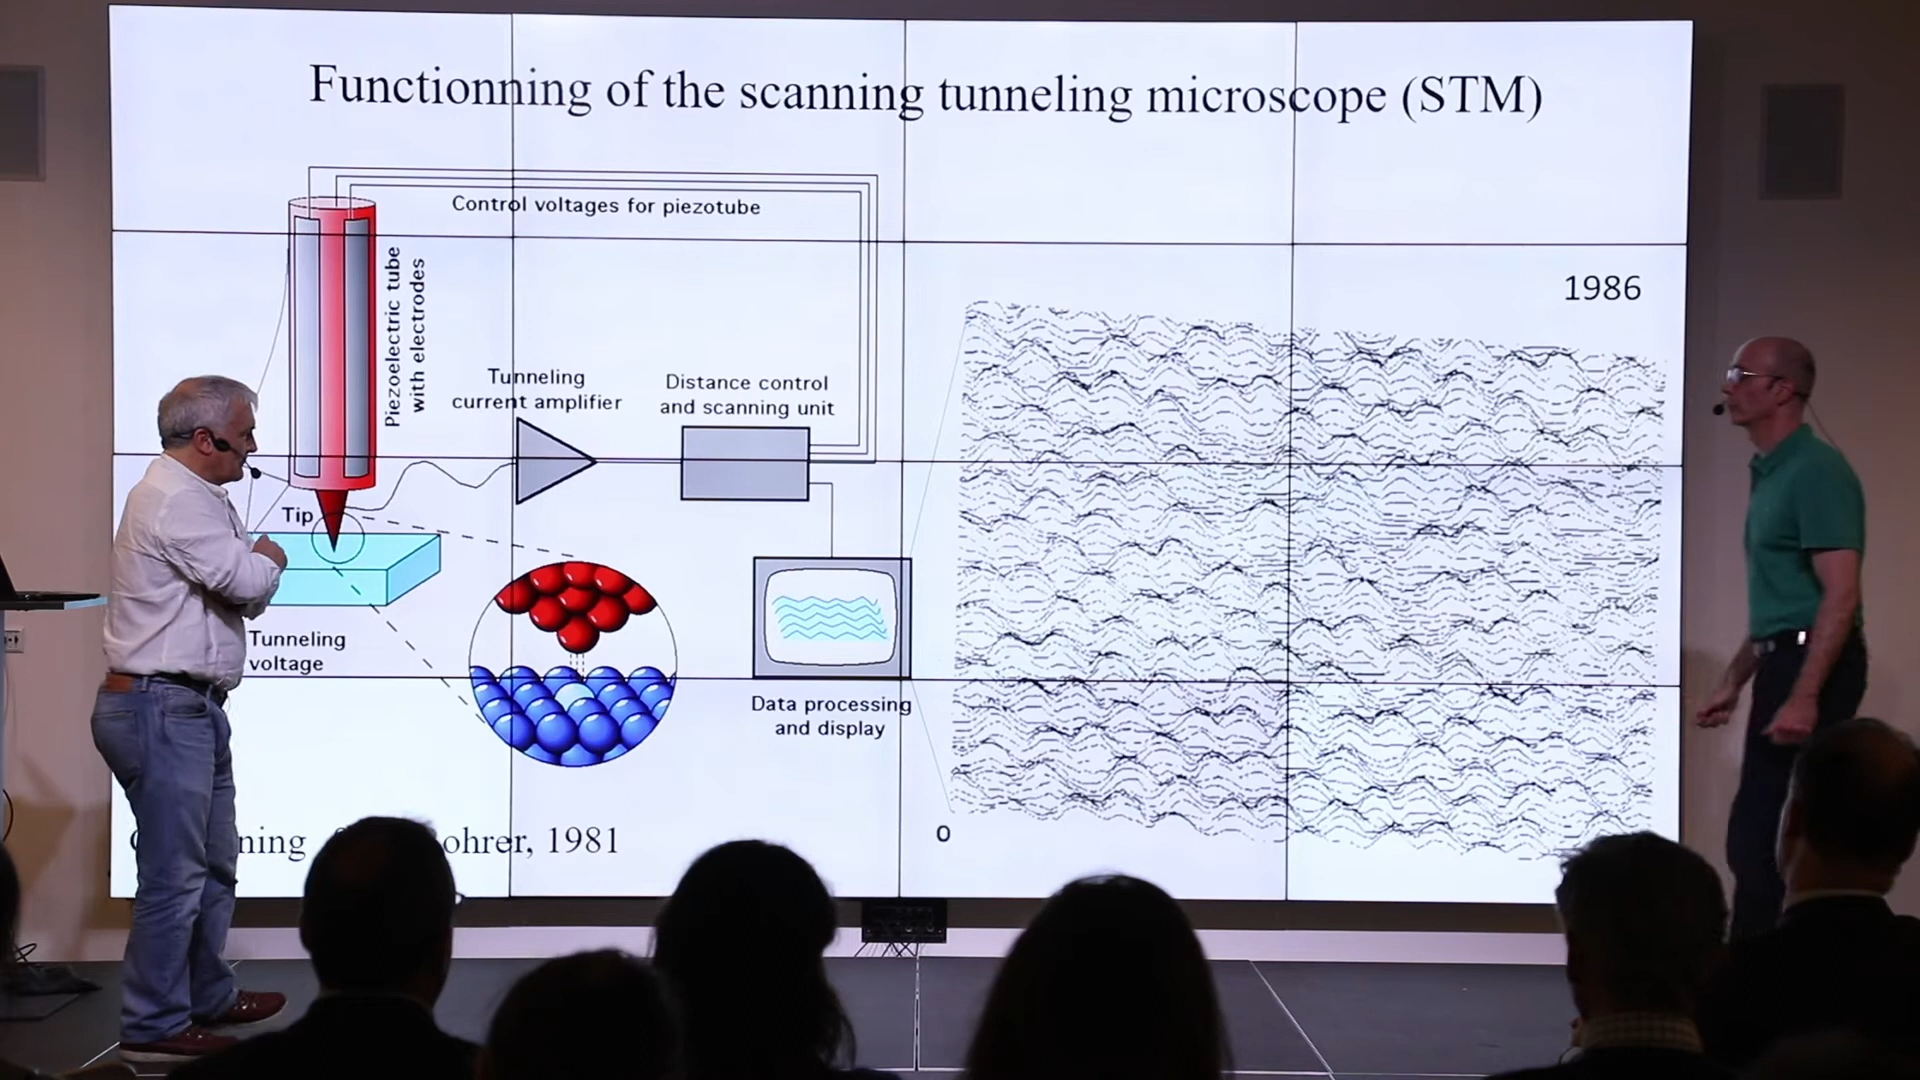 Functionning of the scanning tunneling microscope (STM)
Control voltages for piezotube
Piezoelectric tube
with electrodes
1986
Tunneling
current amplifier
Distance control
and scanning unit
Tip
Tunneling
voltage
Data processing
and display
ning ohrer, 1981
0